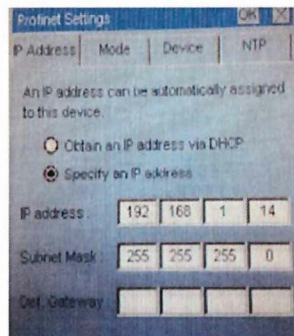 Profinet Settings OK X
IP Address Mode Device NTP
An IP address can be automatically assigned
to this device.
Obtain an IP address via DHCP
Specify an IP address
IP address : 192 168 1 14
Subnet Mask : 255 255 255 0
Def. Gateway